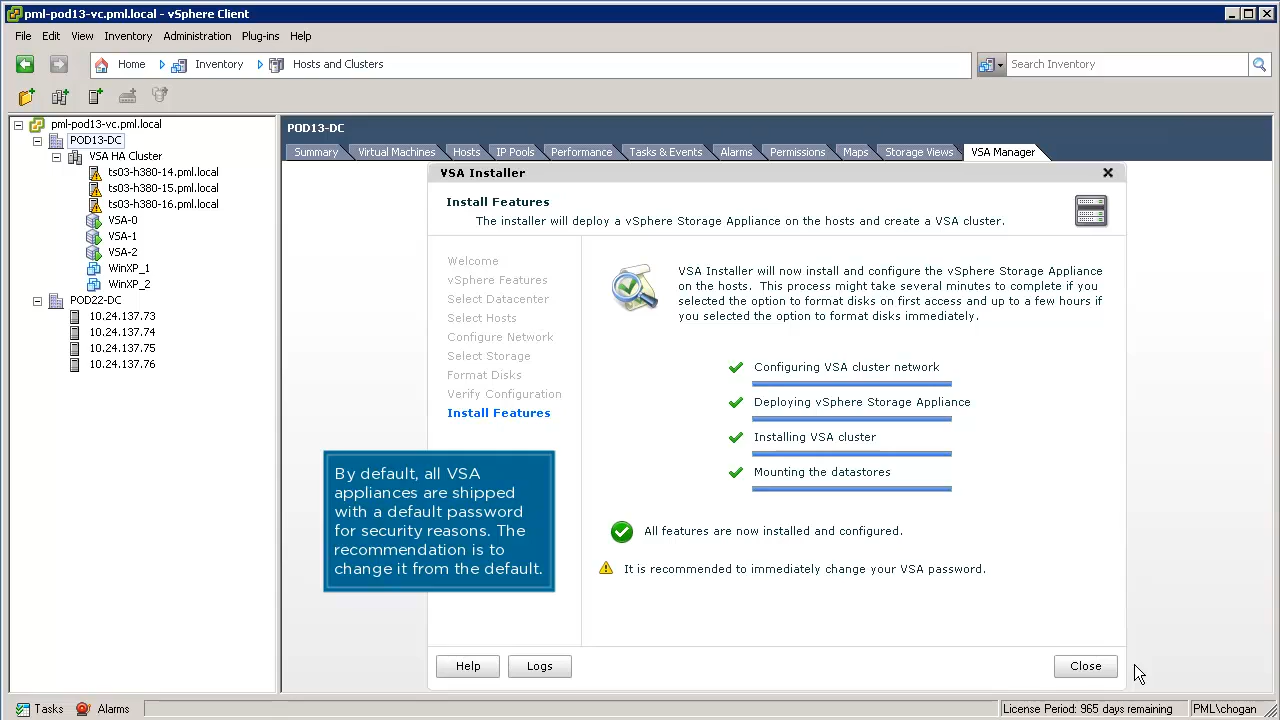 pml-pod13-vc.pml.local - vSphere Client
File Edit View Inventory Administration Plug-ins Help
Home Inventory Hosts and Clusters Search Inventory
pml-pod13-vc.pml.local
POD13-DC
VSA HA Cluster
ts03-h380-14.pml.local
ts03-h380-15.pml.local
ts03-h380-16.pml.local
VSA-0
VSA-1
VSA-2
WinXP_1
WinXP_2
POD22-DC
10.24.137.73
10.24.137.74
10.24.137.75
10.24.137.76
POD13-DC
Summary Virtual Machines Hosts IP Pools Performance Tasks & Events Alarms Permissions Maps Storage Views VSA Manager
VSA Installer
Install Features
The installer will deploy a vSphere Storage Appliance on the hosts and create a VSA cluster.
Welcome
vSphere Features
Select Datacenter
Select Hosts
Configure Network
Select Storage
Format Disks
Verify Configuration
Install Features
VSA Installer will now install and configure the vSphere Storage Appliance
on the hosts. This process might take several minutes to complete if you
selected the option to format disks on first access and up to a few hours if
you selected the option to format disks immediately.
Configuring VSA cluster network
Deploying vSphere Storage Appliance
Installing VSA cluster
Mounting the datastores
All features are now installed and configured.
It is recommended to immediately change your VSA password.
By default, all VSA
appliances are shipped
with a default password
for security reasons. The
recommendation is to
change it from the default.
Help Logs Close
Tasks Alarms License Period: 965 days remaining PML\chogan